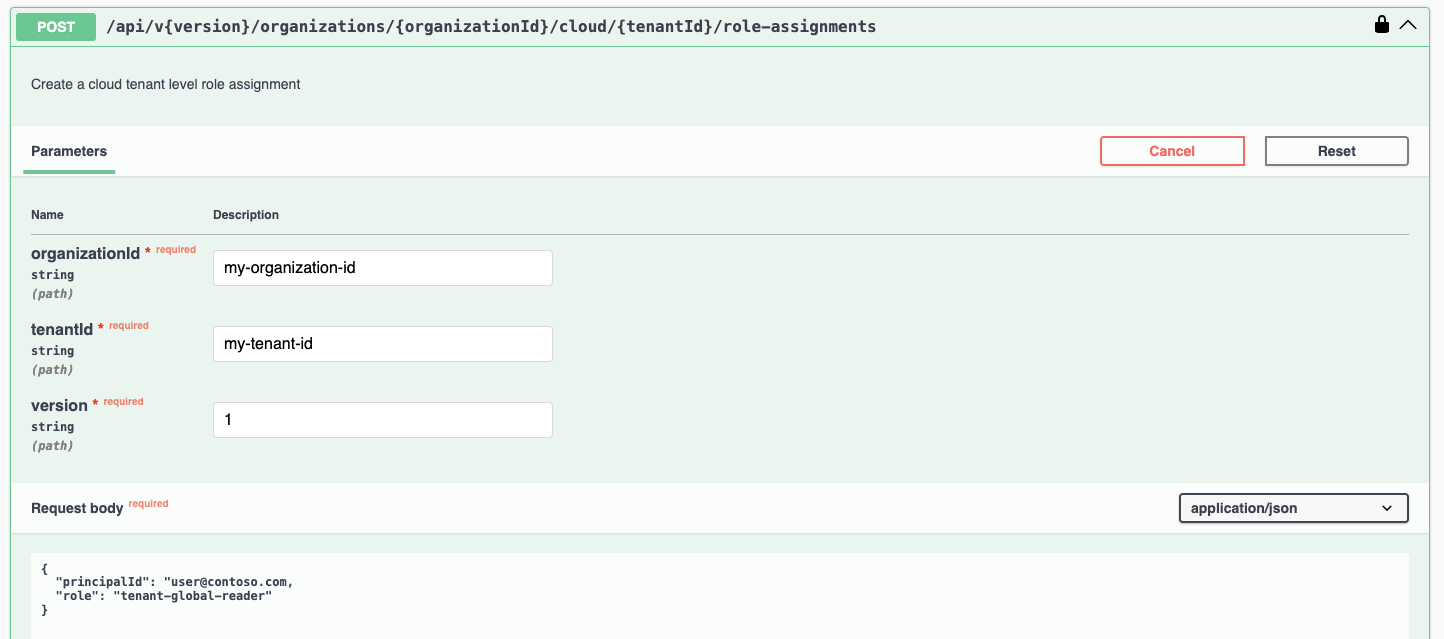 POST /api/v{version}/organizations/{organizationId}/cloud/{tenantId}/role-assignments
Create a cloud tenant level role assignment
Parameters Cancel Reset
Name Description
organizationId * required
string
(path)
my-organization-id
tenantId * required
string
(path)
my-tenant-id
version * required
string
(path)
1
Request body required application/json
{
"principalId": "user@contoso.com,
"role": "tenant-global-reader"
}